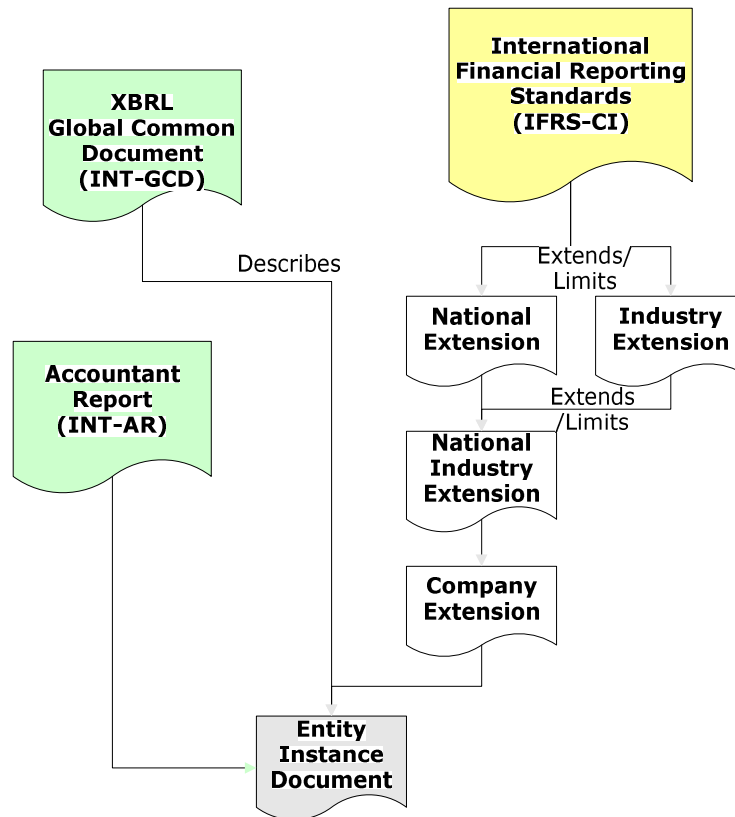 International
Financial Reporting
Standards
(IFRS-CI)
XBRL
Global Common
Document
(INT-GCD)
Describes
Extends/
Limits
National
Extension
Industry
Extension
Accountant
Report
(INT-AR)
Extends
/Limits
National
Industry
Extension
Company
Extension
Entity
Instance
Document